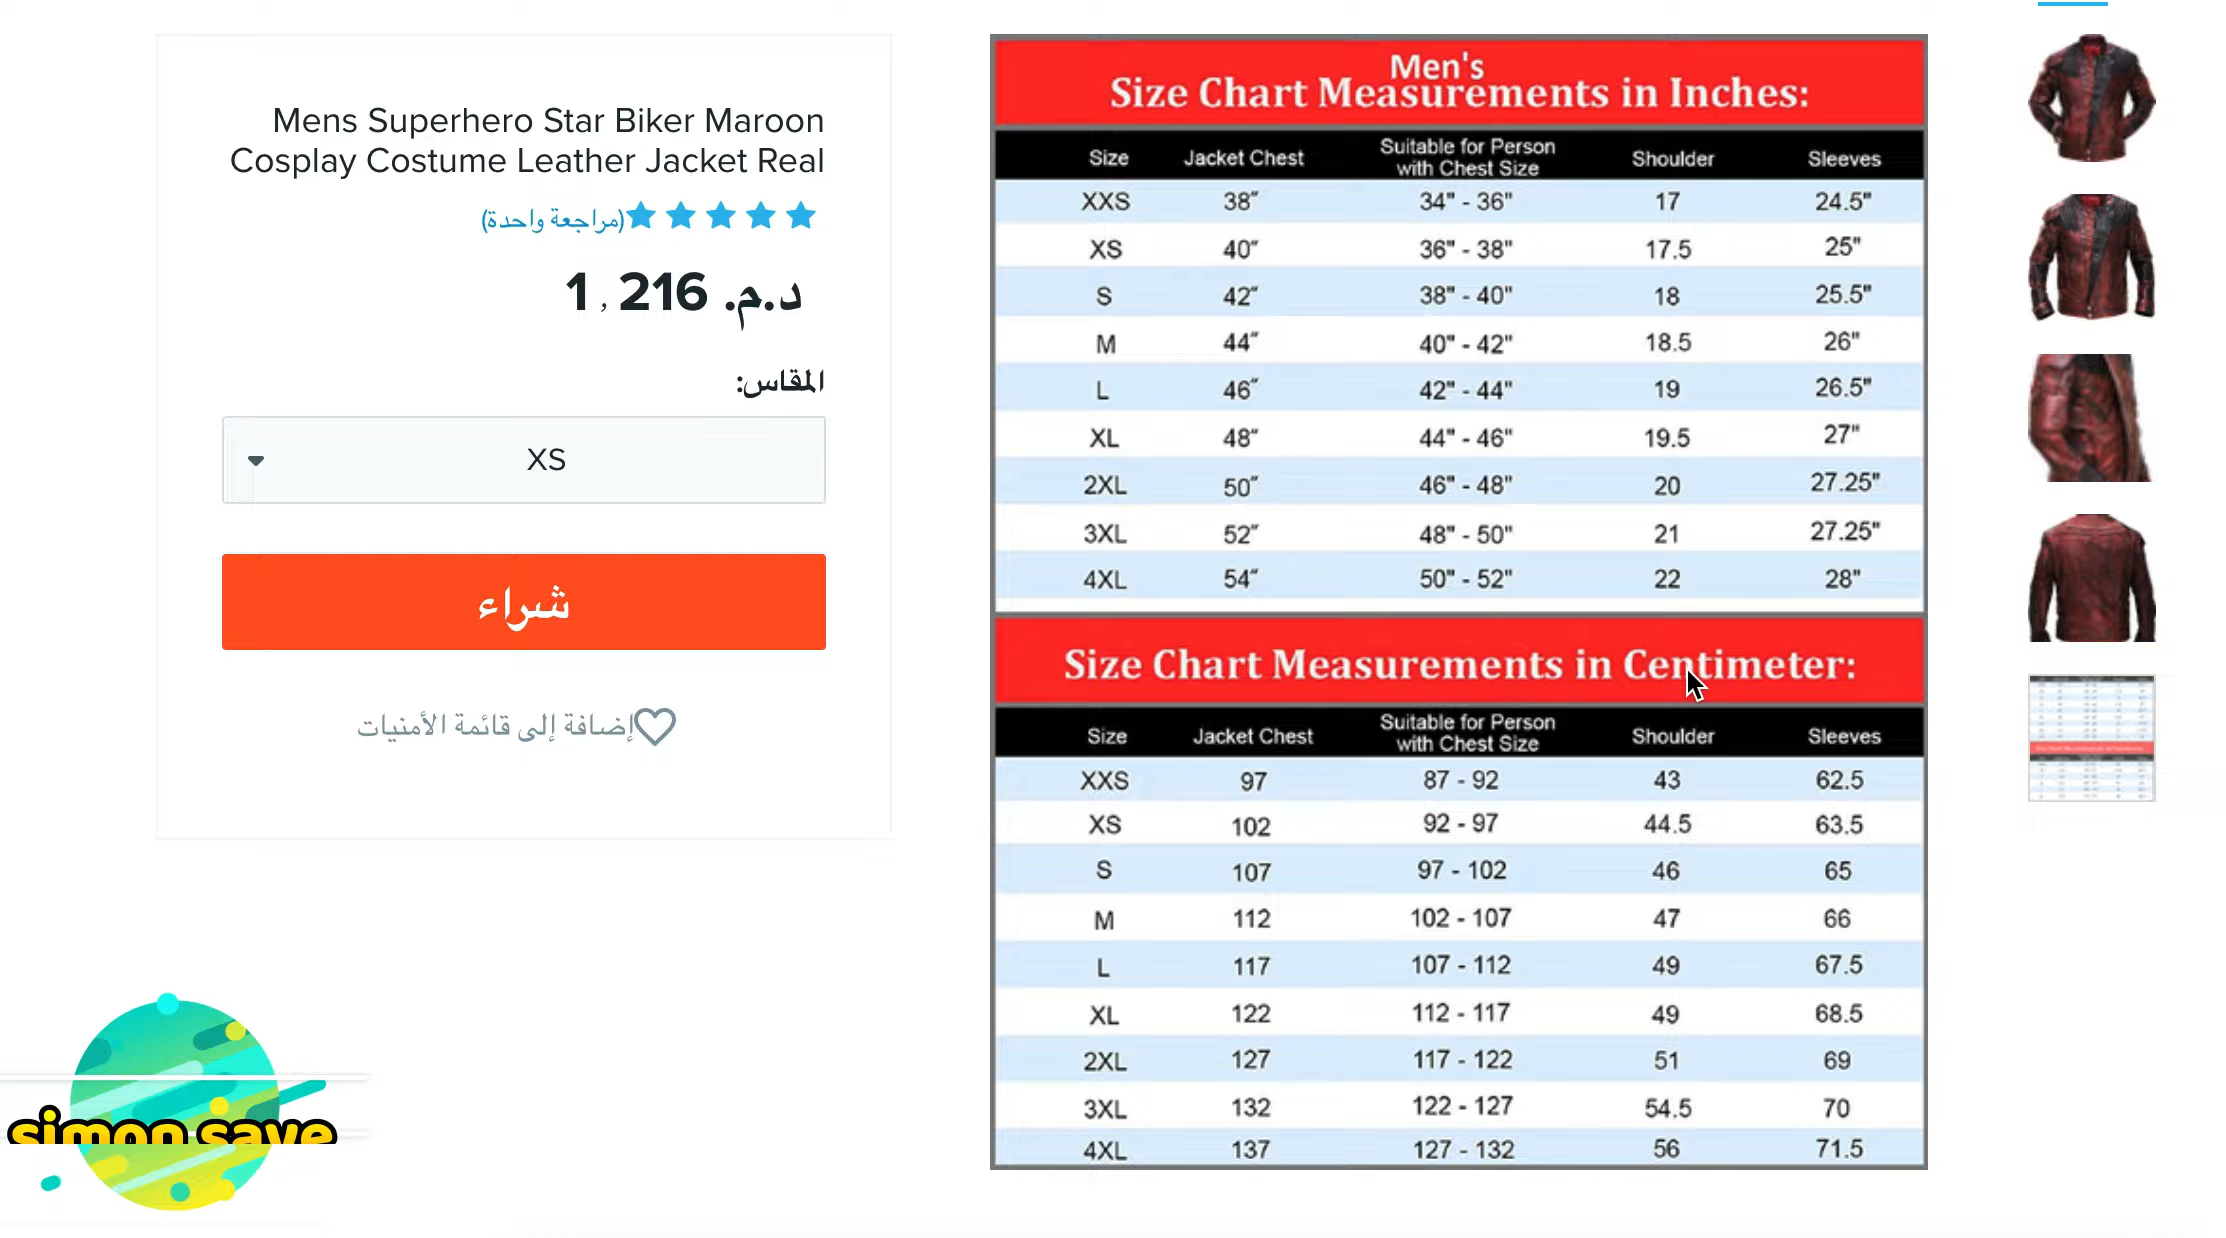 Mens Superhero Star Biker Maroon
Cosplay Costume Leather Jacket Real
(مراجعة واحدة)
د.م. 1,216
المقاس:
XS
شراء
إضافة إلى قائمة الأمنيات
simon save
Men's
Size Chart Measurements in Inches:
Size Jacket Chest Suitable for Person with Chest Size Shoulder Sleeves
XXS 38" 34" - 36" 17 24.5"
XS 40" 36" - 38" 17.5 25"
S 42" 38" - 40" 18 25.5"
M 44" 40" - 42" 18.5 26"
L 46" 42" - 44" 19 26.5"
XL 48" 44" - 46" 19.5 27"
2XL 50" 46" - 48" 20 27.25"
3XL 52" 48" - 50" 21 27.25"
4XL 54" 50" - 52" 22 28"
Size Chart Measurements in Centimeter:
Size Jacket Chest Suitable for Person with Chest Size Shoulder Sleeves
XXS 97 87 - 92 43 62.5
XS 102 92 - 97 44.5 63.5
S 107 97 - 102 46 65
M 112 102 - 107 47 66
L 117 107 - 112 49 67.5
XL 122 112 - 117 49 68.5
2XL 127 117 - 122 51 69
3XL 132 122 - 127 54.5 70
4XL 137 127 - 132 56 71.5